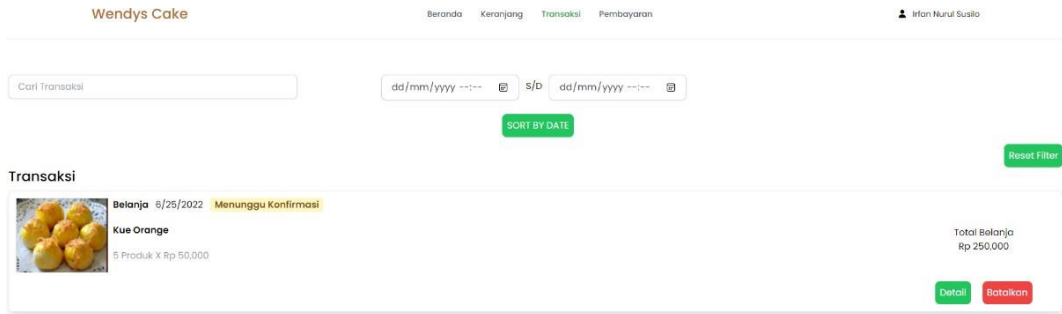 Wendys Cake
Beranda Keranjang Transaksi Pembayaran
Irfan Nurul Susilo
Cari Transaksi
dd/mm/yyyy --:-- S/D dd/mm/yyyy --:--
SORT BY DATE
Reset Filter
Transaksi
Belanja 6/25/2022 Menunggu Konfirmasi
Kue Orange
5 Produk X Rp 50,000
Total Belanja
Rp 250,000
Detail Batalkan